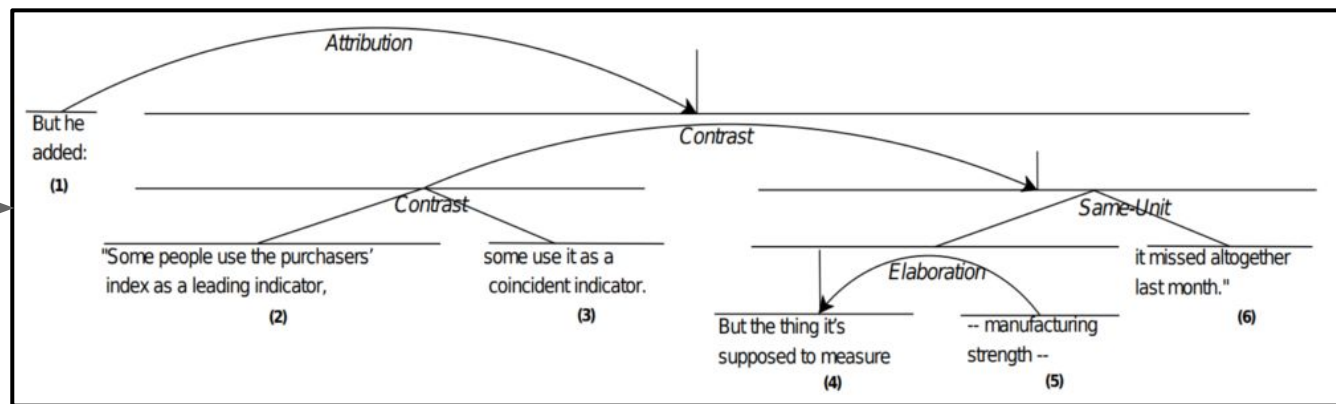 Attribution
But he
added:
(1)
Contrast
Contrast
"Some people use the purchasers’
index as a leading indicator,
(2)
some use it as a
coincident indicator.
(3)
Same-Unit
Elaboration
But the thing it's
supposed to measure
(4)
-- manufacturing
strength --
(5)
it missed altogether
last month."
(6)